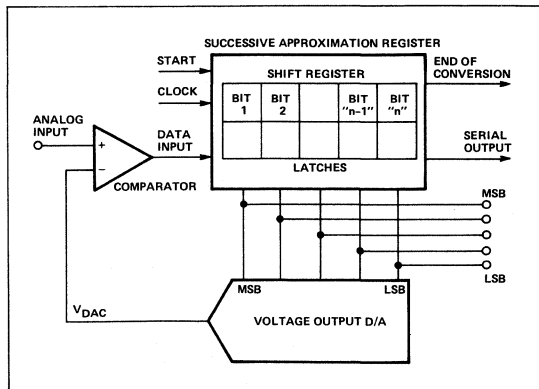 SUCCESSIVE APPROXIMATION REGISTER
START
SHIFT REGISTER
END OF
CONVERSION
CLOCK
BIT BIT BIT BIT
1 2 "n–1" "n"
ANALOG
INPUT
DATA
INPUT
SERIAL
OUTPUT
+
–
COMPARATOR
LATCHES
MSB
LSB
MSB LSB
VDAC
VOLTAGE OUTPUT D/A